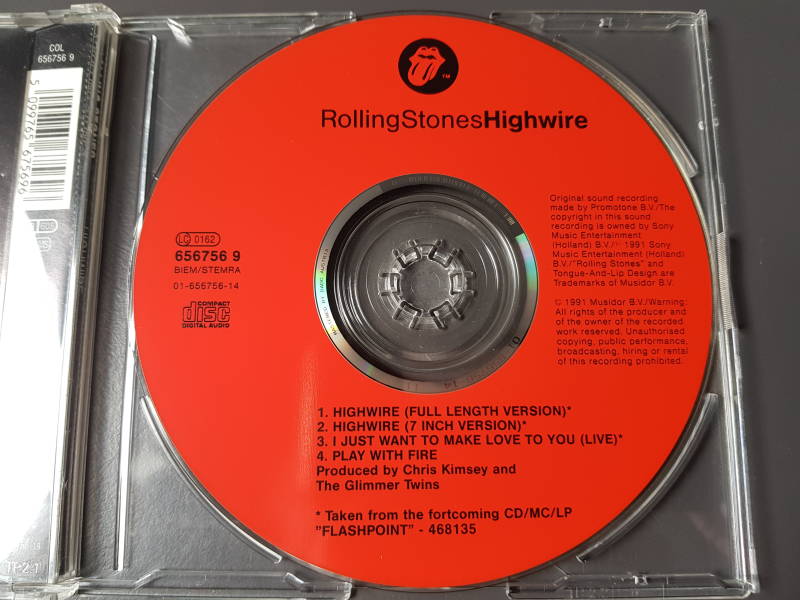 COL
656756 9
5 099765 675696
TM
RollingStonesHighwire
LC 0162
656756 9
BIEM/STEMRA
01-656756-14
COMPACT
disc
DIGITAL AUDIO
Original sound recording
made by Promotone B.V./The
copyright in this sound
recording is owned by Sony
Music Entertainment
(Holland) B.V./℗ 1991 Sony
Music Entertainment (Holland)
B.V./"Rolling Stones" and
Tongue-And-Lip Design are
Trademarks of Musidor B.V.
© 1991 Musidor B.V./Warning:
All rights of the producer and
of the owner of the recorded
work reserved. Unauthorised
copying, public performance,
broadcasting, hiring or rental
of this recording prohibited.
1. HIGHWIRE (FULL LENGTH VERSION)*
2. HIGHWIRE (7 INCH VERSION)*
3. I JUST WANT TO MAKE LOVE TO YOU (LIVE)*
4. PLAY WITH FIRE
Produced by Chris Kimsey and
The Glimmer Twins
* Taken from the fortcoming CD/MC/LP
”FLASHPOINT” - 468135